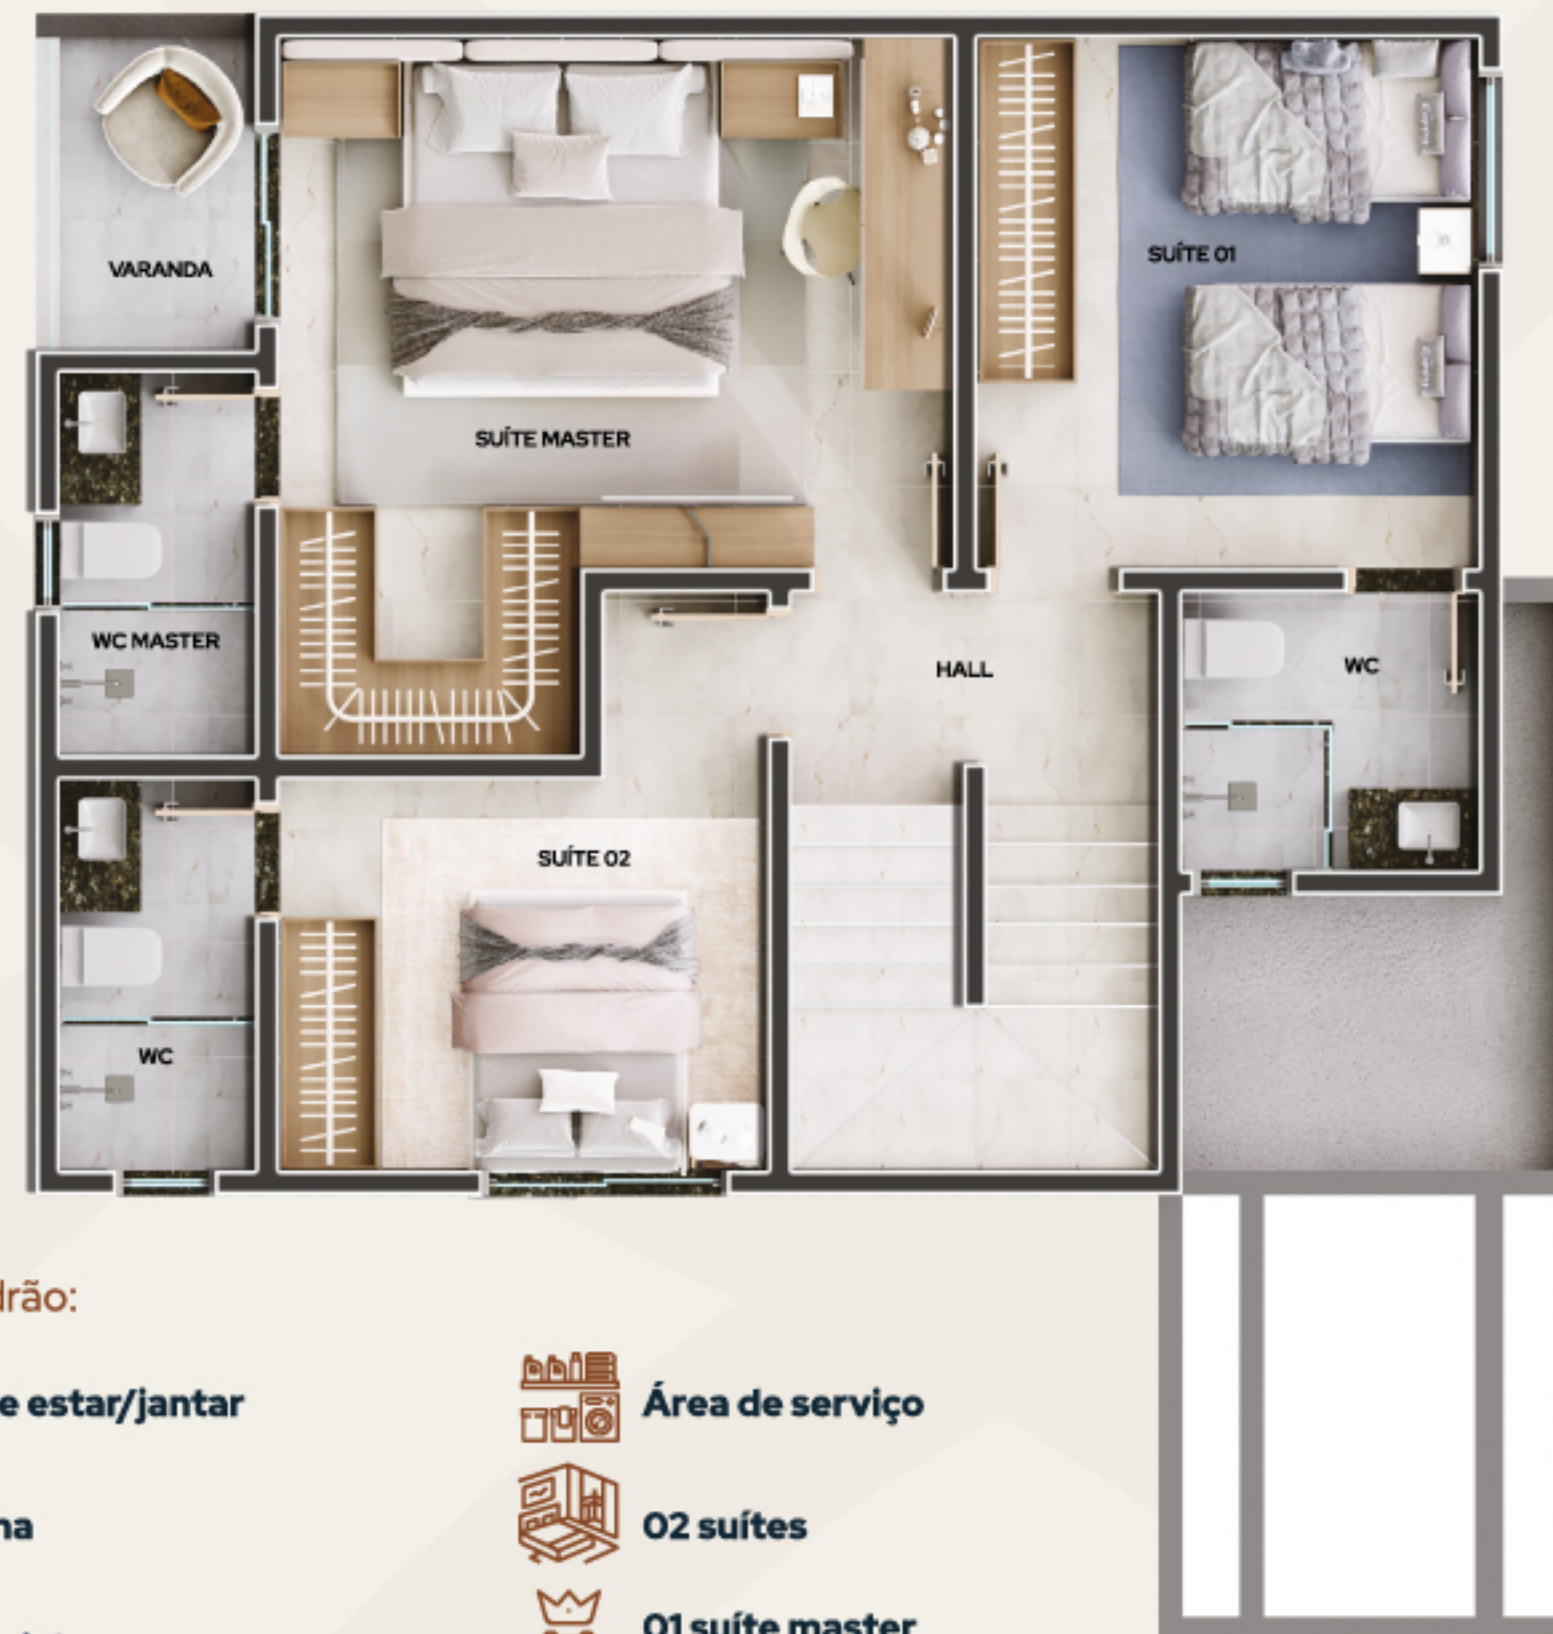 VARANDA
SUÍTE 01
SUÍTE MASTER
WC MASTER
HALL
WC
SUÍTE 02
WC
drão:
e estar/jantar
Área de serviço
na
02 suítes
01 suíte master